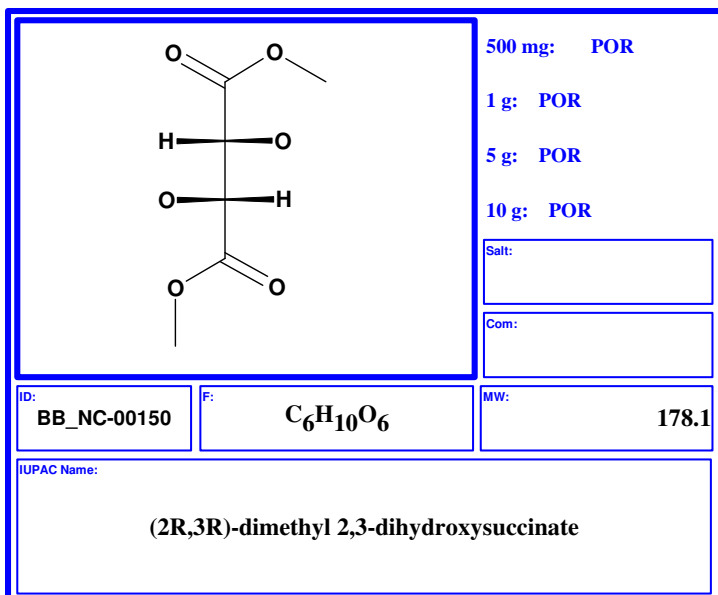 O
O
H
O
O
H
O
O
500 mg: POR
1 g: POR
5 g: POR
10 g: POR
Salt:
Com:
ID:
BB_NC-00150
F:
C6H10O6
MW:
178.1
IUPAC Name:
(2R,3R)-dimethyl 2,3-dihydroxysuccinate